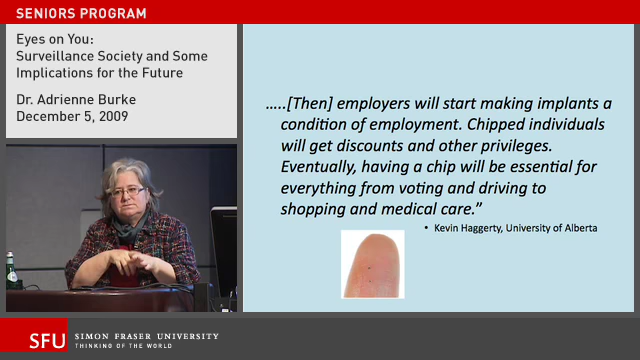 SENIORS PROGRAM
Eyes on You:
Surveillance Society and Some
Implications for the Future
Dr. Adrienne Burke
December 5, 2009
…..[Then] employers will start making implants a
condition of employment. Chipped individuals
will get discounts and other privileges.
Eventually, having a chip will be essential for
everything from voting and driving to
shopping and medical care.”
• Kevin Haggerty, University of Alberta
SFU
SIMON FRASER UNIVERSITY
THINKING OF THE WORLD